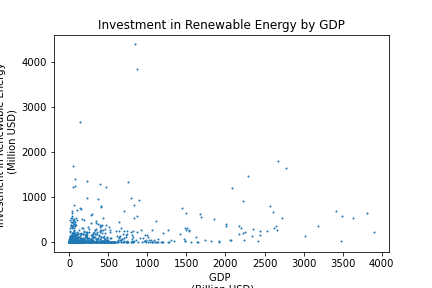 Investment in Renewable Energy by GDP
Investment in Renewable Energy
(Million USD)
4000
3000
2000
1000
0
0 500 1000 1500 2000 2500 3000 3500 4000
GDP
(Billion USD)